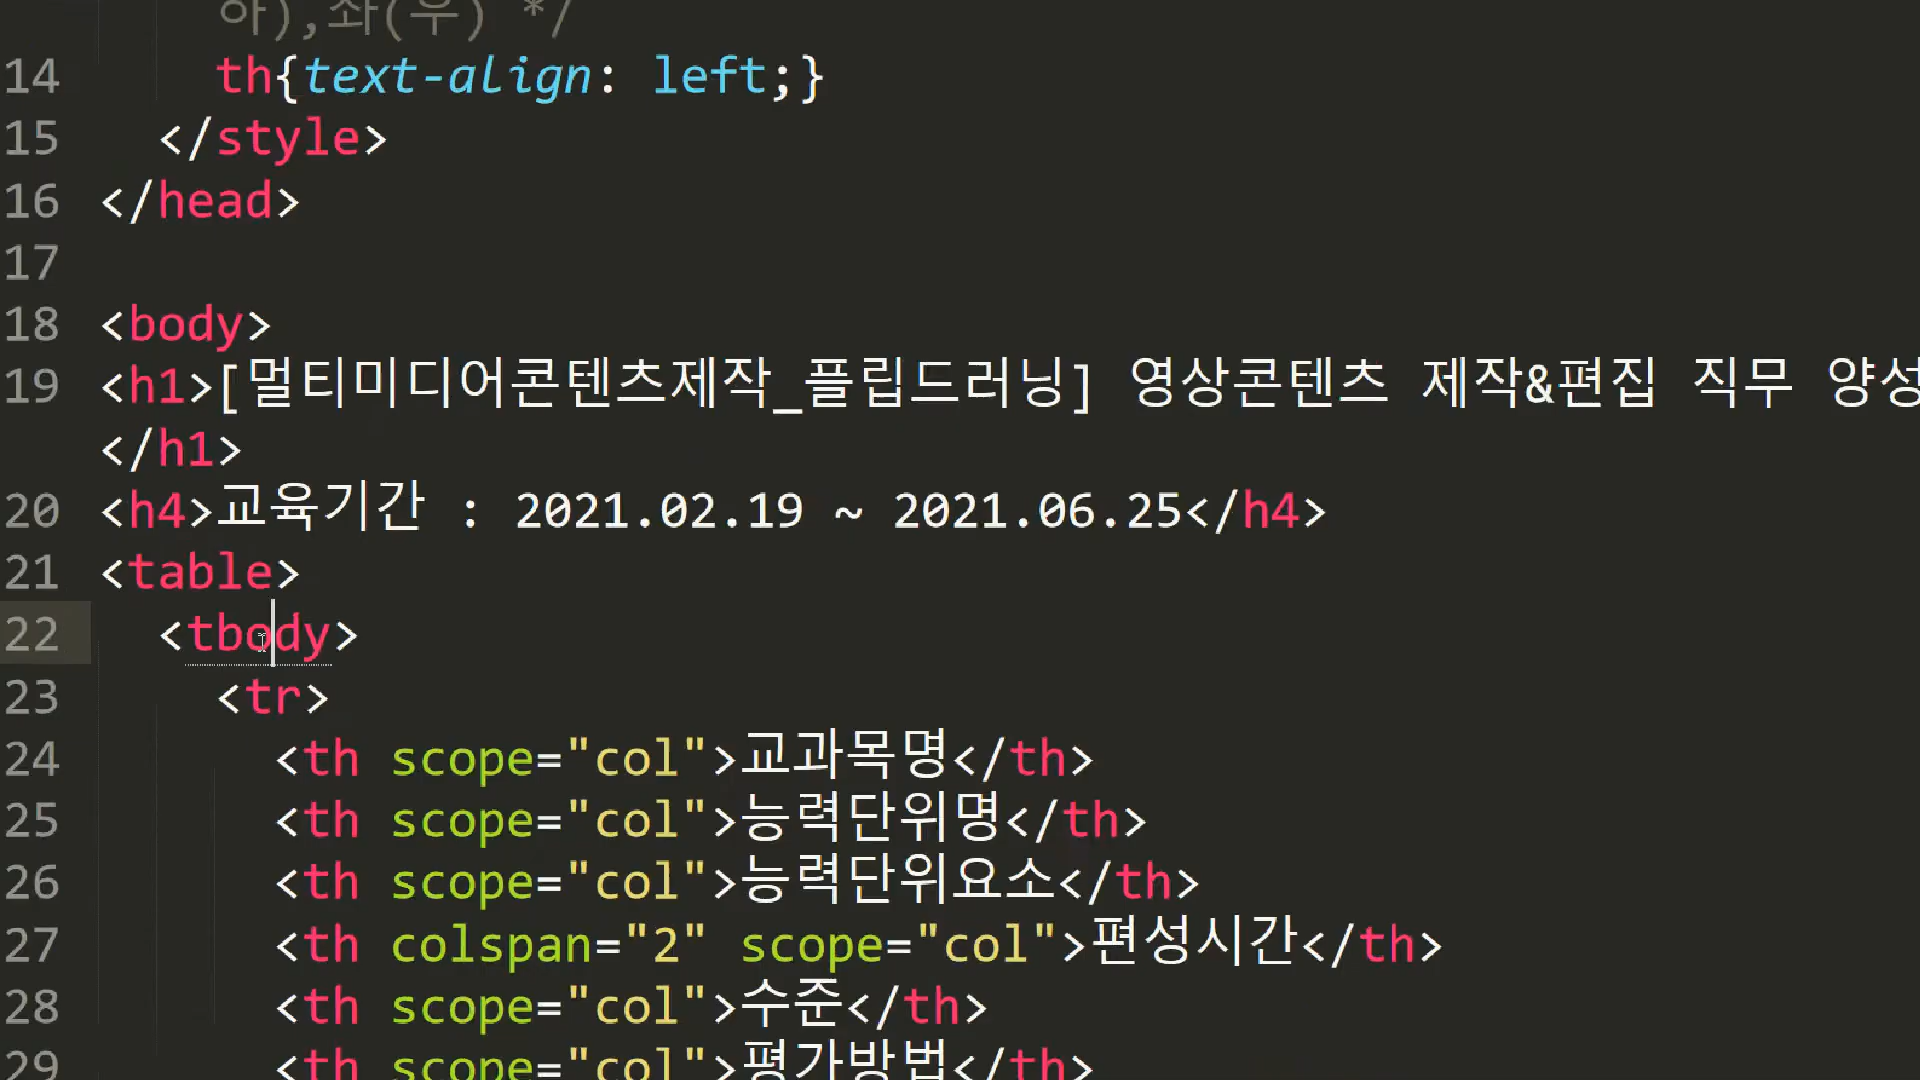 아),좌(우) */
14 th{text-align: left;}
15 </style>
16 </head>
17
18 <body>
19 <h1>[멀티미디어콘텐츠제작_플립드러닝] 영상콘텐츠 제작&편집 직무 양성
</h1>
20 <h4>교육기간 : 2021.02.19 ~ 2021.06.25</h4>
21 <table>
22 <tbody>
23 <tr>
24 <th scope="col">교과목명</th>
25 <th scope="col">능력단위명</th>
26 <th scope="col">능력단위요소</th>
27 <th colspan="2" scope="col">편성시간</th>
28 <th scope="col">수준</th>
29 <th scope="col">평가방법</th>